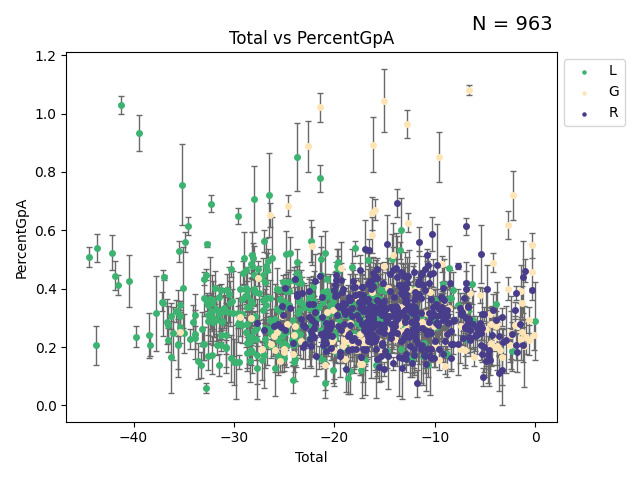 N = 963
Total vs PercentGpA
1.2
1.0
0.8
0.6
0.4
0.2
0.0
PercentGpA
−40
−30
−20
−10
0
Total
L
G
R